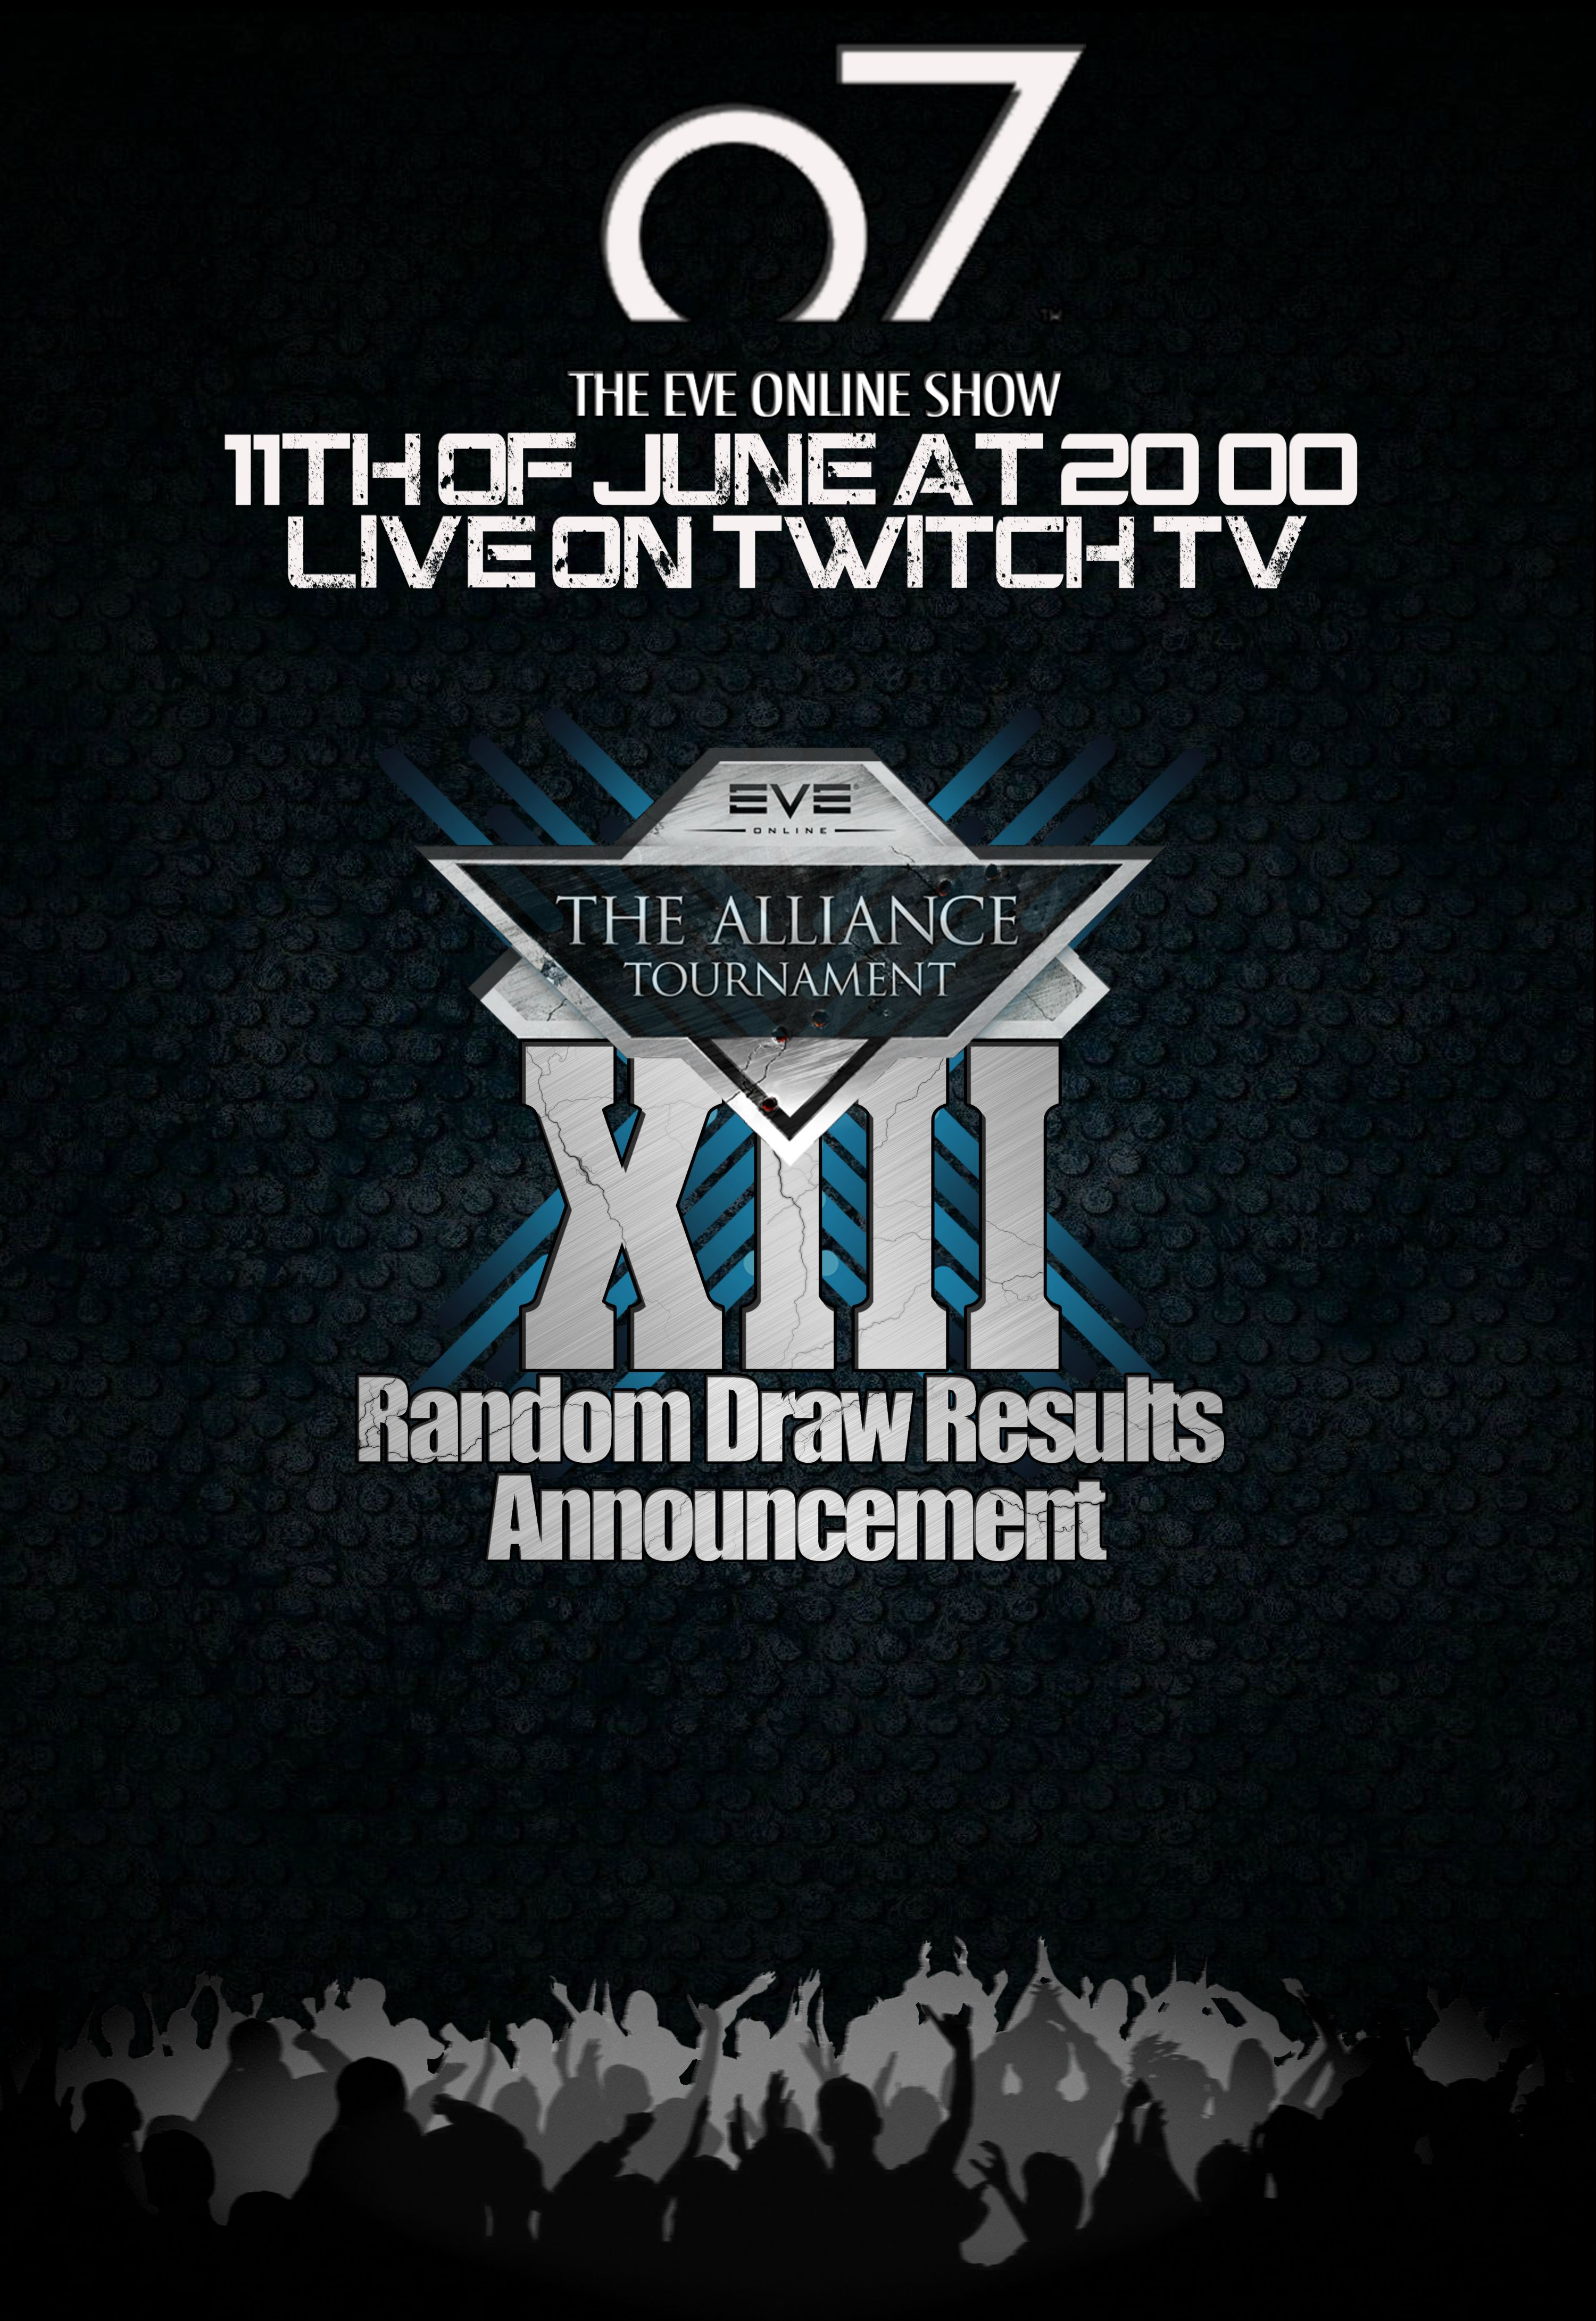 o7
TM
THE EVE ONLINE SHOW
11TH OF JUNE AT 20 00
LIVE ON TWITCH TV
EVE®
ONLINE
THE ALLIANCE
TOURNAMENT
XIII
Random Draw Results
Announcement